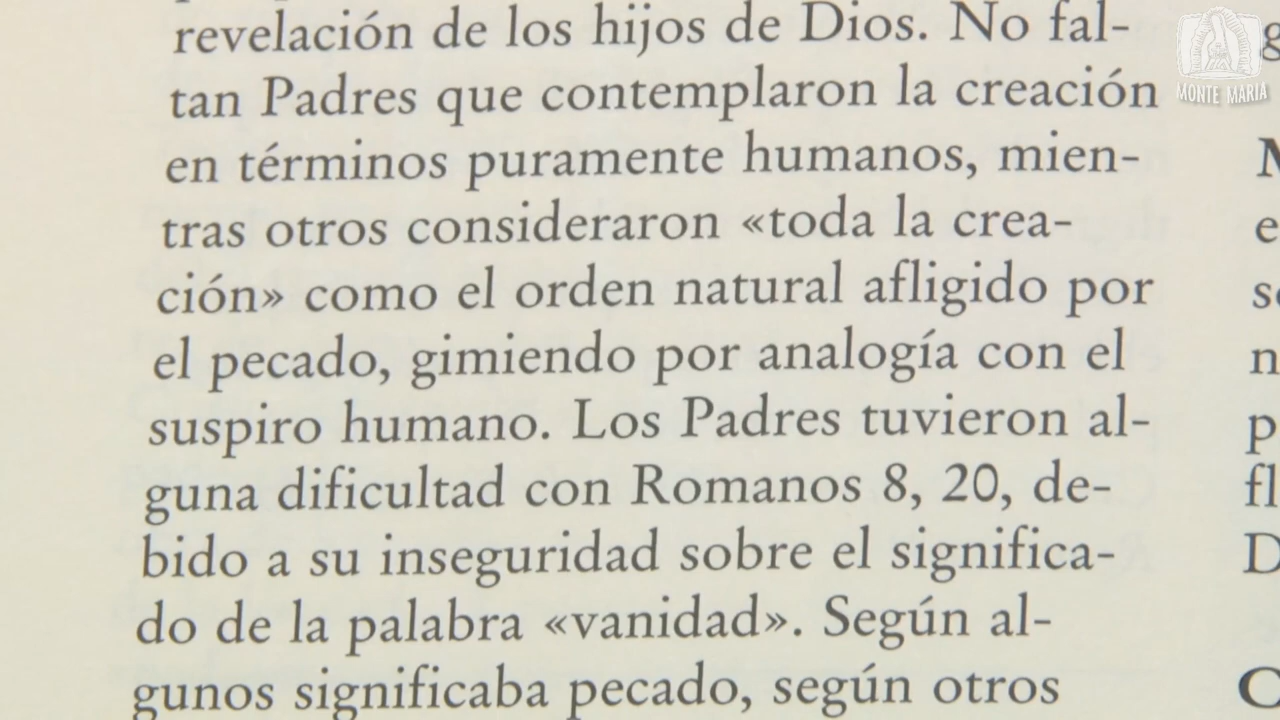 revelación de los hijos de Dios. No fal-
tan Padres que contemplaron la creación
en términos puramente humanos, mien-
tras otros consideraron «toda la crea-
ción» como el orden natural afligido por
el pecado, gimiendo por analogía con el
suspiro humano. Los Padres tuvieron al-
guna dificultad con Romanos 8, 20, de-
bido a su inseguridad sobre el significa-
do de la palabra «vanidad». Según al-
gunos significaba pecado, según otros
MONTE MARIA